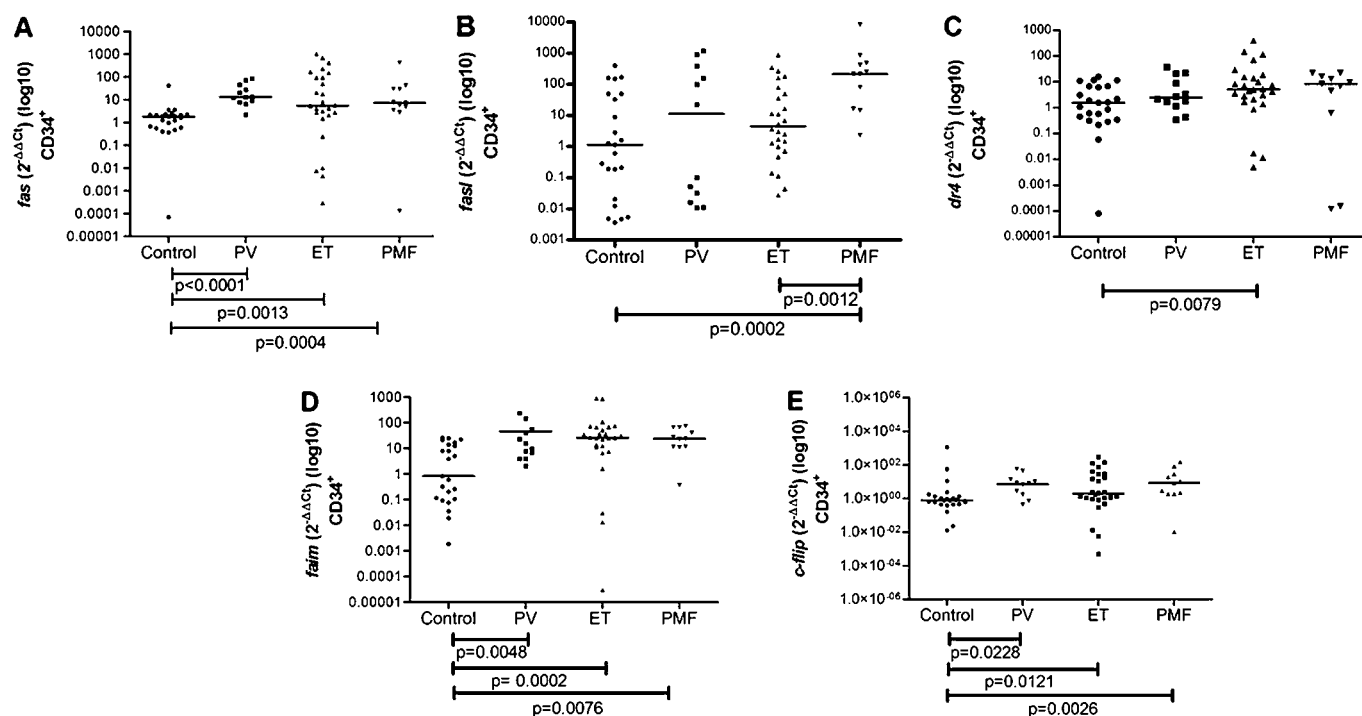 A
fas (2^-ΔΔCt) (log10)
CD34+
10000
1000
100
10
1
0.1
0.01
0.001
0.0001
0.00001
Control PV ET PMF
p<0.0001
p=0.0013
p=0.0004
B
fasl (2^-ΔΔCt) (log10)
CD34+
10000
1000
100
10
1
0.1
0.01
0.001
Control PV ET PMF
p=0.0012
p=0.0002
C
dr4 (2^-ΔΔCt) (log10)
CD34+
1000
100
10
1
0.1
0.01
0.001
0.0001
0.00001
Control PV ET PMF
p=0.0079
D
faim (2^-ΔΔCt) (log10)
CD34+
1000
100
10
1
0.1
0.01
0.001
0.0001
0.00001
Control PV ET PMF
p=0.0048
p= 0.0002
p=0.0076
E
c-flip (2^-ΔΔCt) (log10)
CD34+
1.0×10^06
1.0×10^04
1.0×10^02
1.0×10^00
1.0×10^-02
1.0×10^-04
1.0×10^-06
Control PV ET PMF
p=0.0228
p=0.0121
p=0.0026